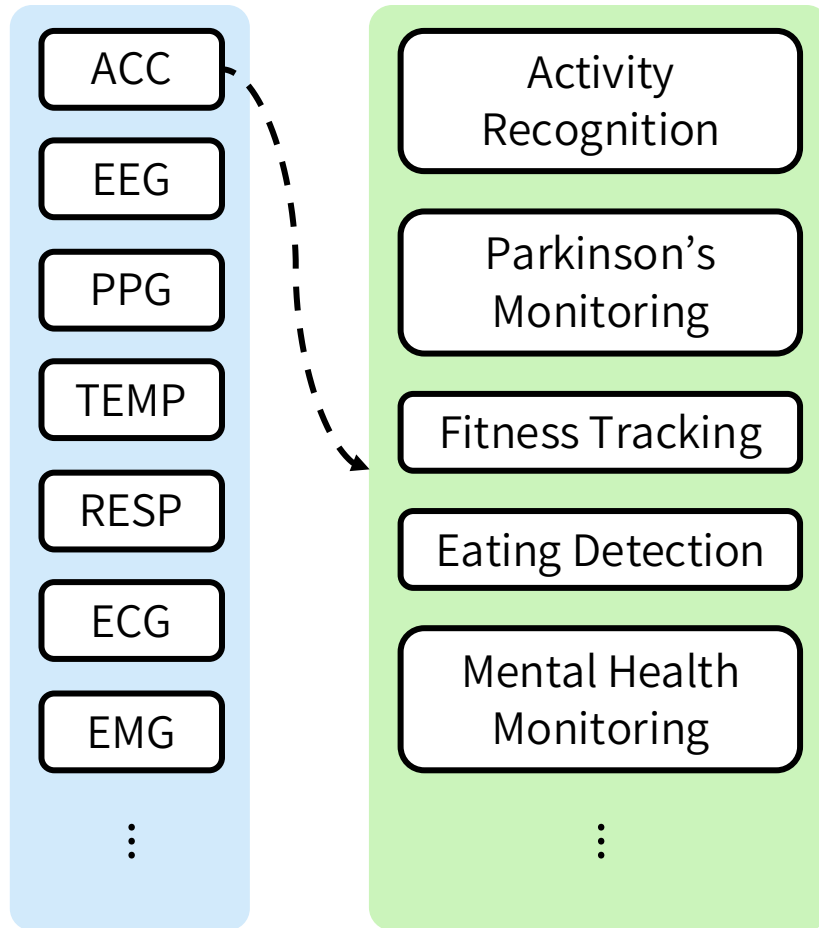 ACC
EEG
PPG
TEMP
RESP
ECG
EMG
⋮
Activity
Recognition
Parkinson’s
Monitoring
Fitness Tracking
Eating Detection
Mental Health
Monitoring
⋮